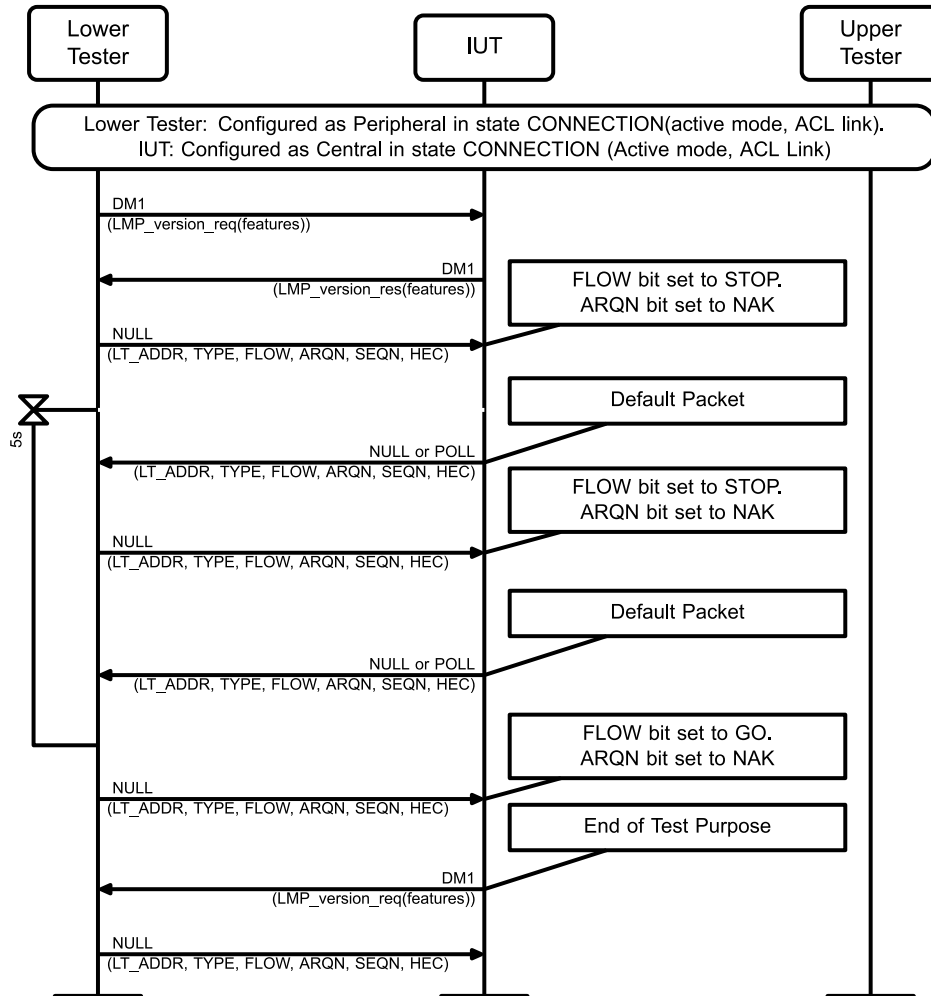 Lower
Tester
IUT
Upper
Tester
Lower Tester:  Configured as Peripheral in state CONNECTION(active mode, ACL link).
IUT: Configured as Central in state CONNECTION (Active mode, ACL Link)
DM1
(LMP_version_req(features))
DM1
(LMP_version_res(features))
FLOW bit set to STOP.
ARQN bit set to NAK
NULL
(LT_ADDR, TYPE, FLOW, ARQN, SEQN, HEC)
5s
Default Packet
NULL or POLL
(LT_ADDR, TYPE, FLOW, ARQN, SEQN, HEC)
FLOW bit set to STOP.
ARQN bit set to NAK
NULL
(LT_ADDR, TYPE, FLOW, ARQN, SEQN, HEC)
Default Packet
NULL or POLL
(LT_ADDR, TYPE, FLOW, ARQN, SEQN, HEC)
FLOW bit set to GO.
ARQN bit set to NAK
NULL
(LT_ADDR, TYPE, FLOW, ARQN, SEQN, HEC)
End of Test Purpose
DM1
(LMP_version_req(features))
NULL
(LT_ADDR, TYPE, FLOW, ARQN, SEQN, HEC)